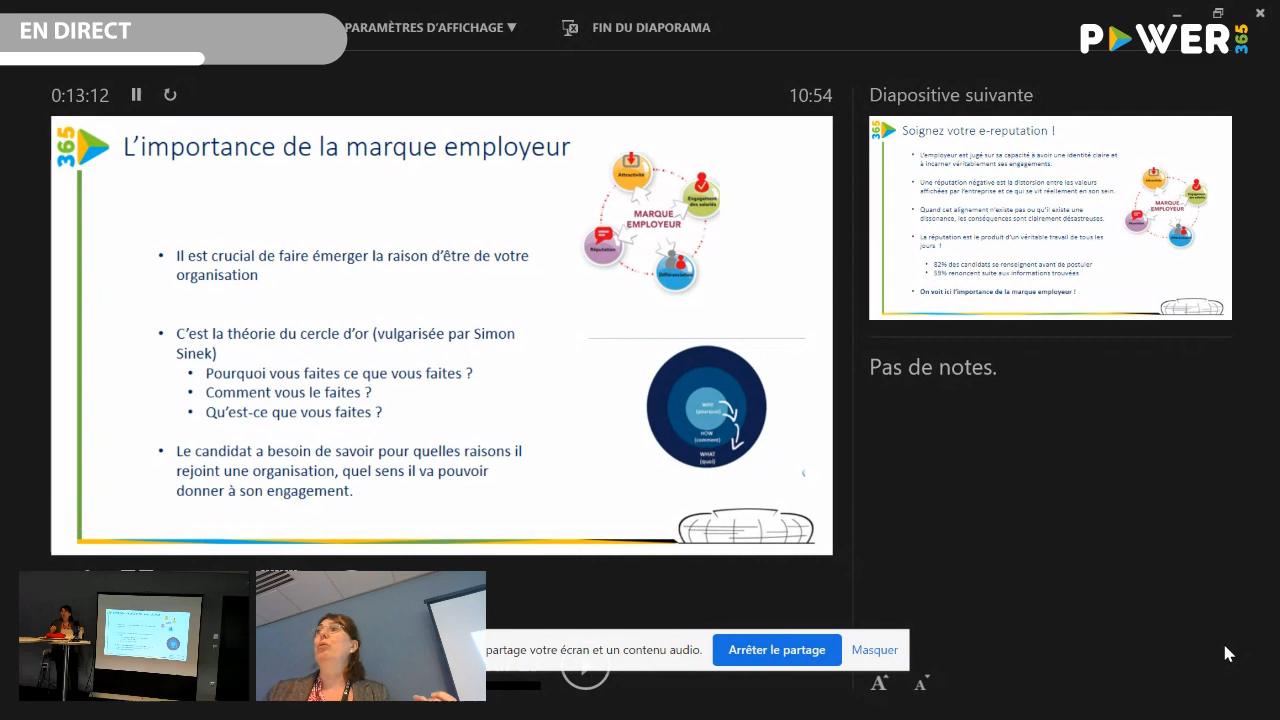 EN DIRECT
PARAMÈTRES D'AFFICHAGE ▼
FIN DU DIAPORAMA
POWER 365
0:13:12
10:54
Diapositive suivante
365
L'importance de la marque employeur
Attractivité
Engagement
des salariés
MARQUE
EMPLOYEUR
Réputation
Différenciation
• Il est crucial de faire émerger la raison d'être de votre
organisation
• C'est la théorie du cercle d'or (vulgarisée par Simon
Sinek)
• Pourquoi vous faites ce que vous faites ?
• Comment vous le faites ?
• Qu'est-ce que vous faites ?
• Le candidat a besoin de savoir pour quelles raisons il
rejoint une organisation, quel sens il va pouvoir
donner à son engagement.
WHY
(pourquoi)
HOW
(comment)
WHAT
(quoi)
365
Soignez votre e-reputation !
• L'employeur est jugé sur sa capacité à avoir une identité claire et
à incarner véritablement ses engagements.
• Une réputation négative est la distorsion entre les valeurs
affichées par l'entreprise et ce qui se vit réellement en son sein.
• Quand cet alignement n'existe pas ou qu'il existe une
dissonance, les conséquences sont clairement désastreuses.
• La réputation est le produit d'un véritable travail de tous les
jours !
• 82% des candidats se renseignent avant de postuler
• 59% renoncent suite aux informations trouvées
• On voit ici l'importance de la marque employeur !
MARQUE
EMPLOYEUR
Pas de notes.
partage votre écran et un contenu audio.
Arrêter le partage
Masquer
A A